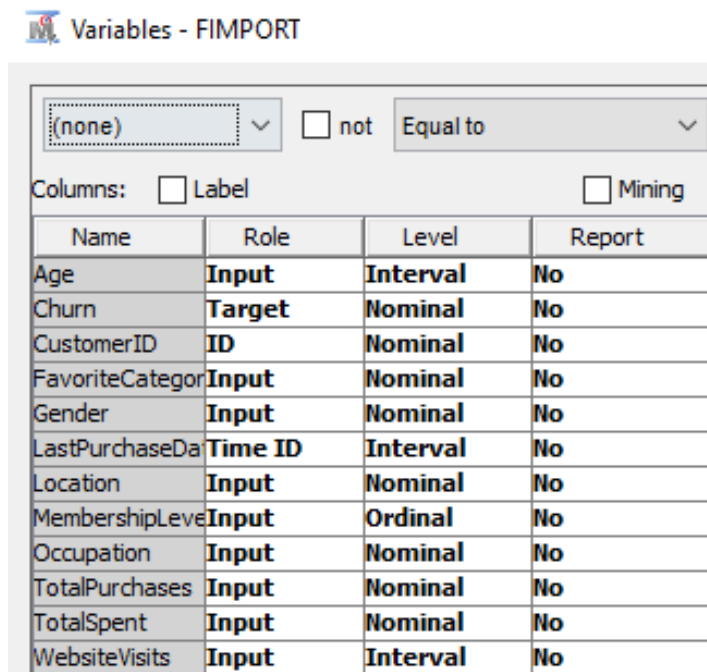 Variables - FIMPORT
(none) not Equal to
Columns: Label Mining
Name Role Level Report
Age Input Interval No
Churn Target Nominal No
CustomerID ID Nominal No
FavoriteCategor Input Nominal No
Gender Input Nominal No
LastPurchaseDa Time ID Interval No
Location Input Nominal No
MembershipLeve Input Ordinal No
Occupation Input Nominal No
TotalPurchases Input Nominal No
TotalSpent Input Nominal No
WebsiteVisits Input Interval No